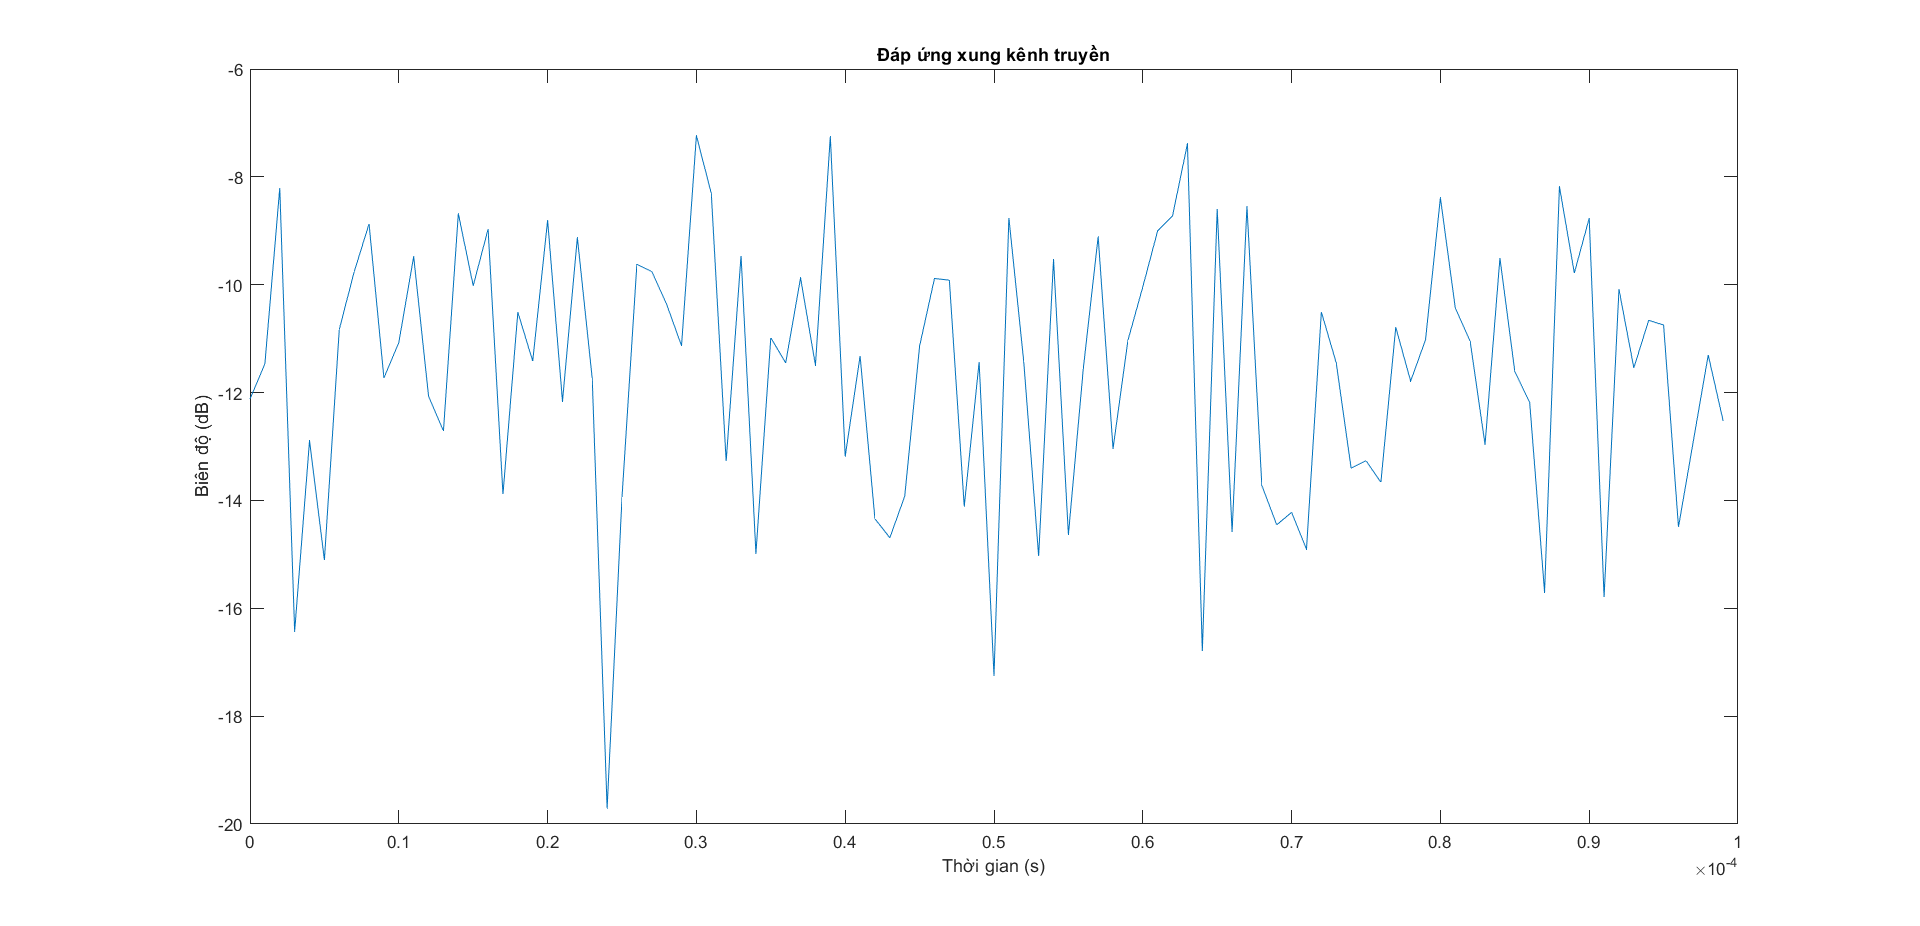 Đáp ứng xung kênh truyền
-6
-8
-10
-12
-14
-16
-18
-20
Biên độ (dB)
0 0.1 0.2 0.3 0.4 0.5 0.6 0.7 0.8 0.9 1
Thời gian (s)
×10-4